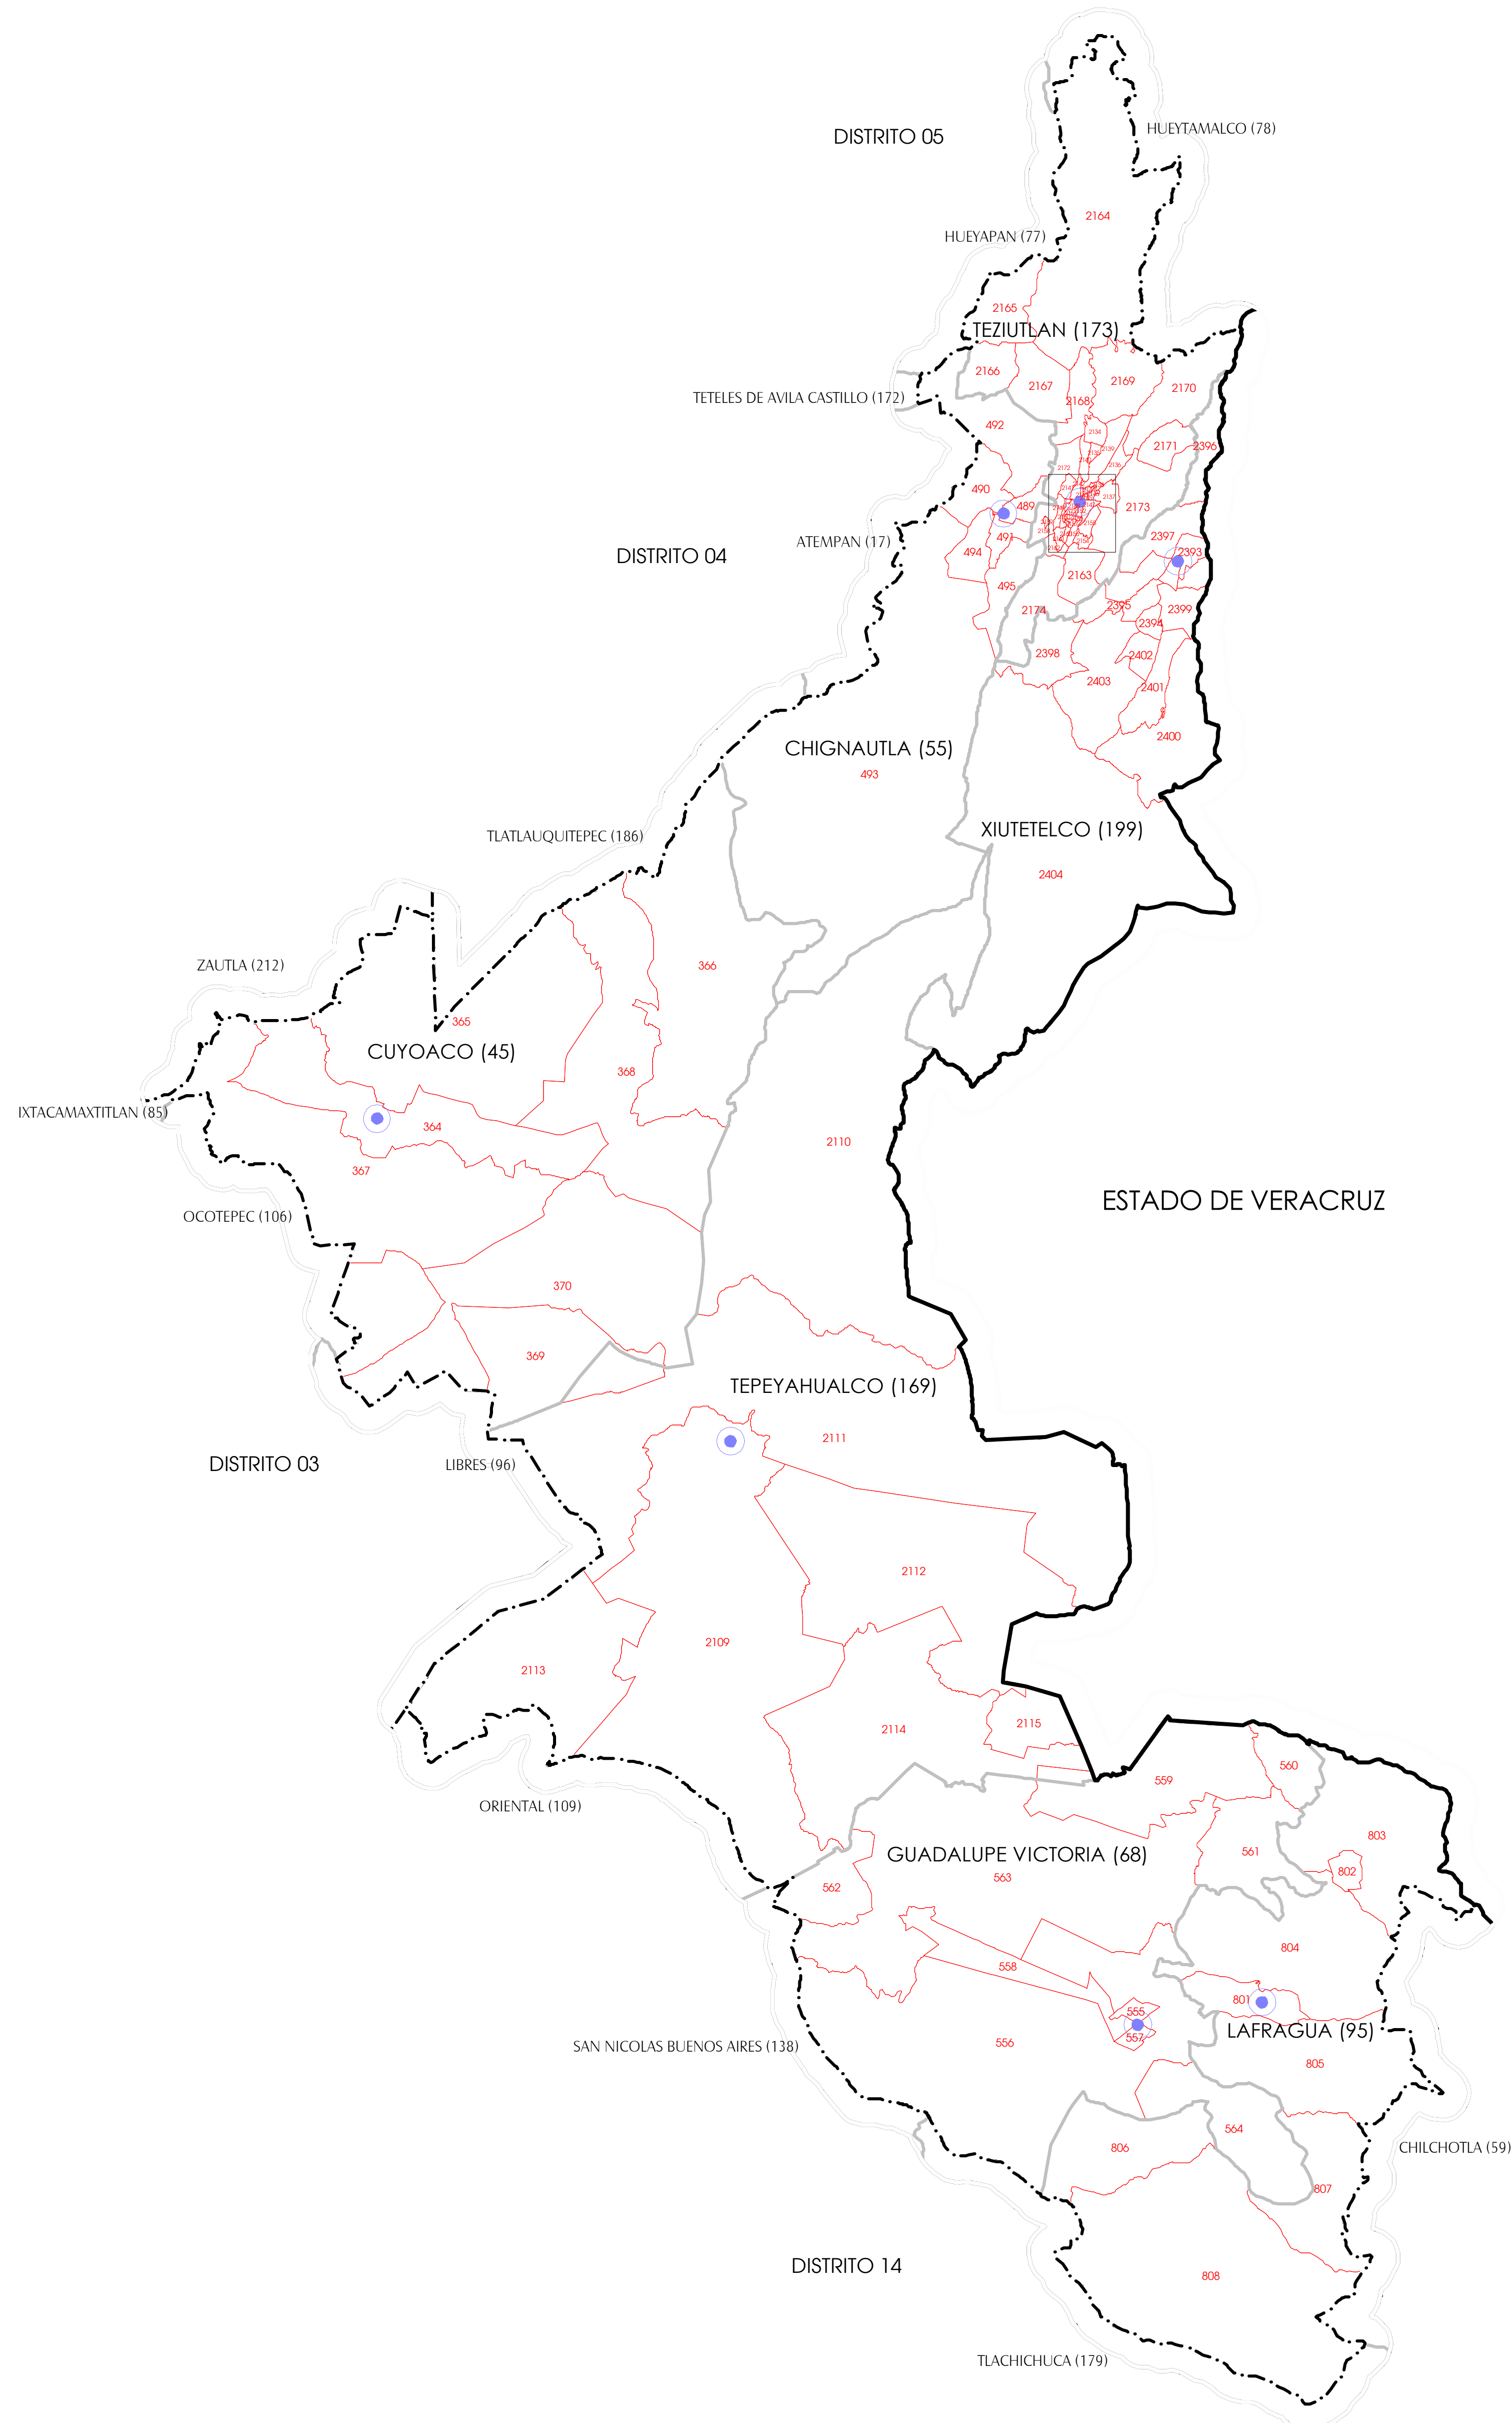 HUEYTAMALCO (78)
DISTRITO 05
2164
HUEYAPAN (77)
2165
TEZIUTLAN (173)
2166
2167
2169
2170
TETELES DE AVILA CASTILLO (172)
2168
492
2134
2171
2396
2139
2136
2172
490
2137
489
2173
491
2397
ATEMPAN (17)
494
2393
DISTRITO 04
2163
495
2395
2399
2174
2394
2398
2402
2403
2401
2400
CHIGNAUTLA (55)
493
XIUTETELCO (199)
TLATLAUQUITEPEC (186)
2404
ZAUTLA (212)
366
365
CUYOACO (45)
368
IXTACAMAXTITLAN (85)
364
2110
367
ESTADO DE VERACRUZ
OCOTEPEC (106)
370
369
TEPEYAHUALCO (169)
2111
DISTRITO 03
LIBRES (96)
2112
2109
2113
2114
2115
560
559
ORIENTAL (109)
803
561
GUADALUPE VICTORIA (68)
802
563
562
804
558
801
555
LAFRAGUA (95)
557
556
SAN NICOLAS BUENOS AIRES (138)
805
564
806
CHILCHOTLA (59)
807
DISTRITO 14
808
TLACHICHUCA (179)